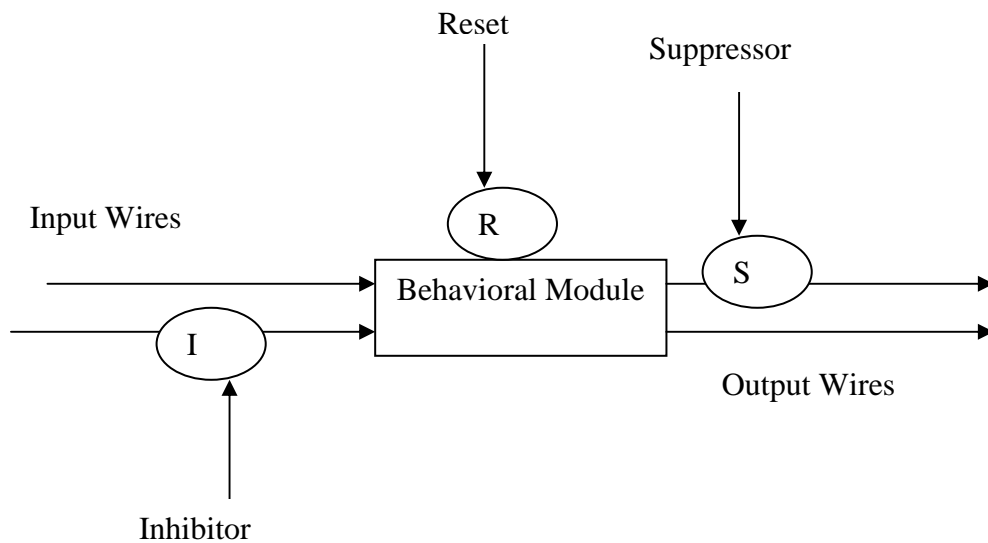 Reset
Suppressor
Input Wires
R
S
Behavioral Module
I
Output Wires
Inhibitor